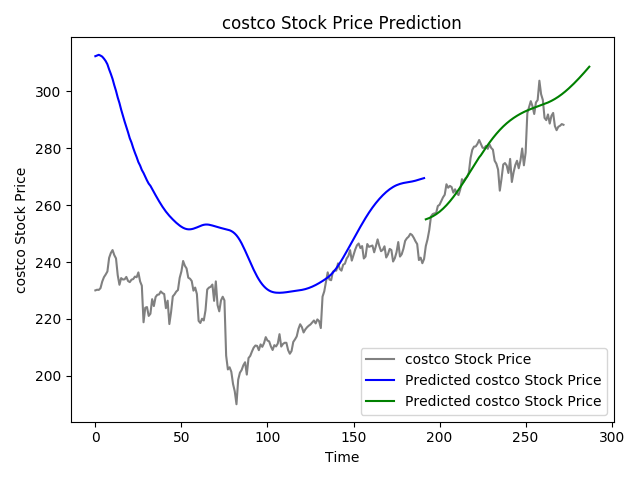 costco Stock Price Prediction
costco Stock Price
300
280
260
240
220
200
0
50
100
150
200
250
300
Time
costco Stock Price
Predicted costco Stock Price
Predicted costco Stock Price